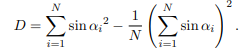 D = \sum_{i=1}^{N} \sin \alpha_i{}^2 - \frac{1}{N} \left( \sum_{i=1}^{N} \sin \alpha_i \right)^2 .